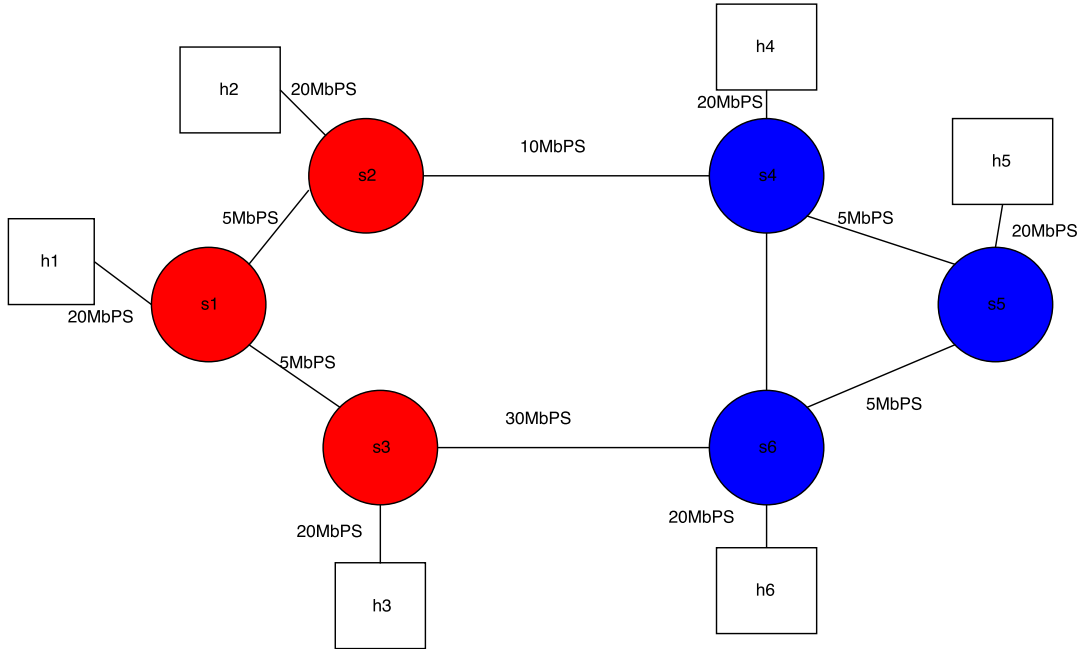 h4
h2
20MbPS
20MbPS
h5
10MbPS
s2
s4
5MbPS
5MbPS
20MbPS
h1
s1
s5
20MbPS
5MbPS
5MbPS
30MbPS
s3
s6
20MbPS
20MbPS
h6
h3